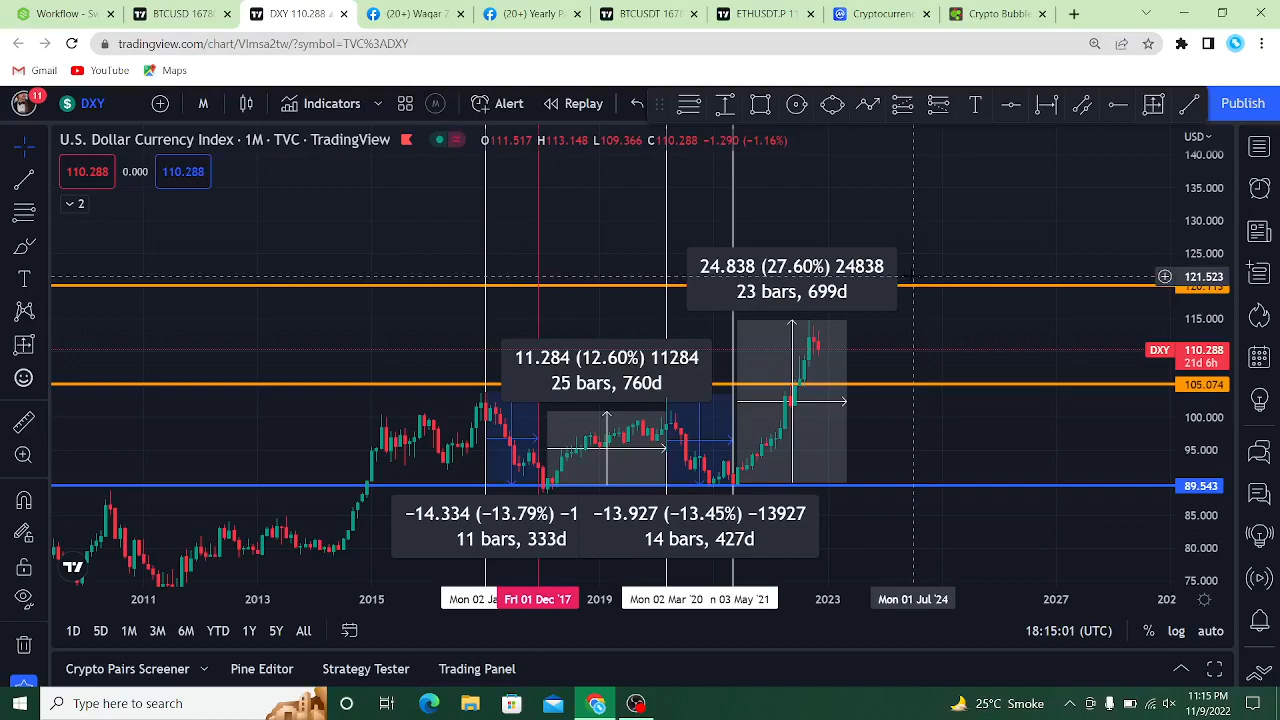 Workflow - Sw
BTCUSD 1678
DXY 110.288
(20+) Waqar Z
(20+) Yearly Pa
BTCUSD 1678
ETHUSDT.P 11
Cryptocurrenc
Crypto Bubble
tradingview.com/chart/VImsa2tw/?symbol=TVC%3ADXY
Gmail
YouTube
Maps
11
DXY
M
Indicators
Alert
Replay
Publish
U.S. Dollar Currency Index · 1M · TVC · TradingView
O111.517 H113.148 L109.366 C110.288 −1.290 (−1.16%)
USD
110.288
0.000
110.288
2
140.000
135.000
130.000
125.000
121.523
115.000
DXY 110.288
21d 6h
105.074
100.000
95.000
89.543
85.000
80.000
75.000
24.838 (27.60%) 24838
23 bars, 699d
11.284 (12.60%) 11284
25 bars, 760d
−14.334 (−13.79%) −1
11 bars, 333d
−13.927 (−13.45%) −13927
14 bars, 427d
2011
2013
2015
Mon 02 Ja
Fri 01 Dec '17
2019
Mon 02 Mar '20
n 03 May '21
2023
Mon 01 Jul '24
2027
202
1D 5D 1M 3M 6M YTD 1Y 5Y All
18:15:01 (UTC)
% log auto
Crypto Pairs Screener
Pine Editor
Strategy Tester
Trading Panel
Type here to search
29°C Smoke
11:15 PM
11/9/2022